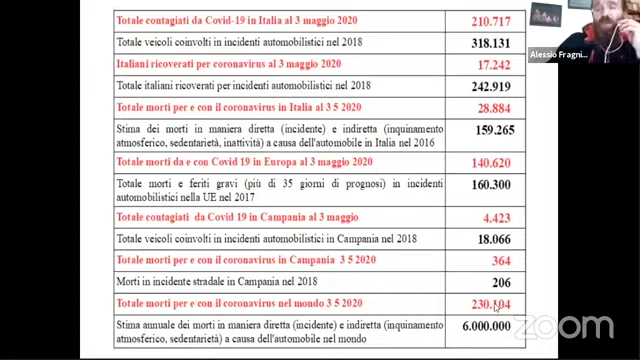 Totale contagiati da Covid-19 in Italia al 3 maggio 2020 210.717
Totale veicoli coinvolti in incidenti automobilistici nel 2018 318.131
Italiani ricoverati per coronavirus al 3 maggio 2020 17.242
Totale italiani ricoverati per incidenti automobilistici nel 2018 242.919
Totale morti per e con il coronavirus in Italia al 3 5 2020 28.884
Stima dei morti in maniera diretta (incidente) e indiretta (inquinamento
atmosferico, sedentarietà, inattività) a causa dell'automobile in Italia nel 2016 159.265
Totale morti da e con Covid 19 in Europa al 3 maggio 2020 140.620
Totale morti e feriti gravi (più di 35 giorni di prognosi) in incidenti
automobilistici nella UE nel 2017 160.300
Totale contagiati da Covid 19 in Campania al 3 maggio 4.423
Totale veicoli coinvolti in incidenti automobilistici in Campania nel 2018 18.066
Totale morti per e con il coronavirus in Campania 3 5 2020 364
Morti in incidente stradale in Campania nel 2018 206
Totale morti per e con il coronavirus nel mondo 3 5 2020
Stima annuale dei morti in maniera diretta (incidente) e indiretta (inquinamento
atmosferico, sedentarietà) a causa dell'automobile nel mondo 6.000.000
Alessio Fragni...
zoom